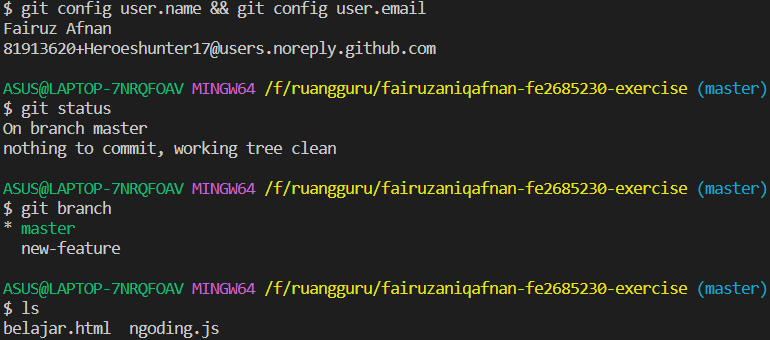 $ git config user.name && git config user.email
Fairuz Afnan
81913620+Heroeshunter17@users.noreply.github.com
ASUS@LAPTOP-7NRQFOAV MINGW64 /f/ruangguru/fairuzaniqafnan-fe2685230-exercise (master)
$ git status
On branch master
nothing to commit, working tree clean
ASUS@LAPTOP-7NRQFOAV MINGW64 /f/ruangguru/fairuzaniqafnan-fe2685230-exercise (master)
$ git branch
* master
  new-feature
ASUS@LAPTOP-7NRQFOAV MINGW64 /f/ruangguru/fairuzaniqafnan-fe2685230-exercise (master)
$ ls
belajar.html  ngoding.js